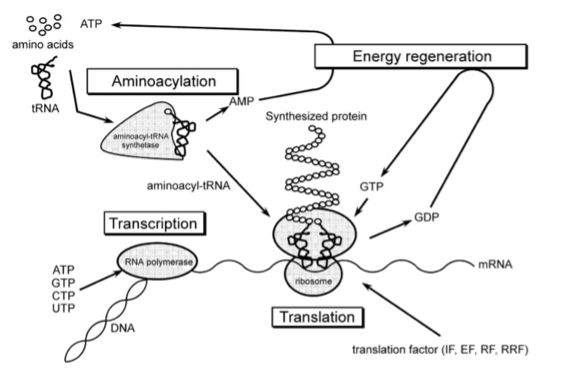 ATP
amino acids
Energy regeneration
tRNA
Aminoacylation
AMP
Synthesized protein
aminoacyl-tRNA
synthetase
aminoacyl-tRNA
GTP
GDP
Transcription
RNA polymerase
mRNA
ATP
GTP
CTP
UTP
ribosome
DNA
Translation
translation factor (IF, EF, RF, RRF)